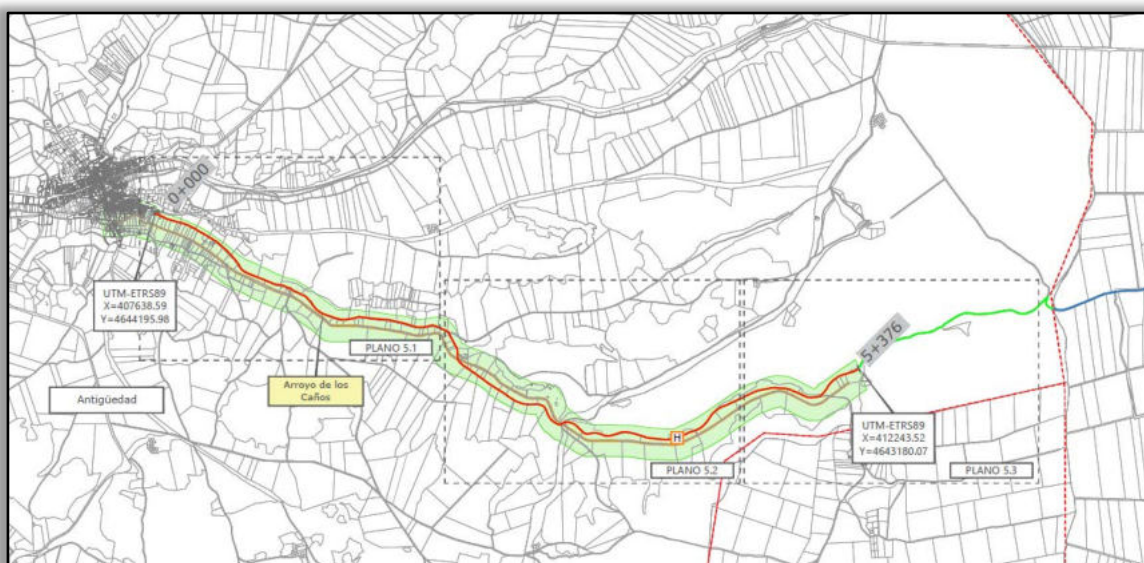 0+000
UTM-ETRS89
X=407638.59
Y=4644195.98
PLANO 5.1
Antigüedad
Arroyo de los
Caños
5+376
H
UTM-ETRS89
X=412243.52
Y=4643180.07
PLANO 5.2
PLANO 5.3